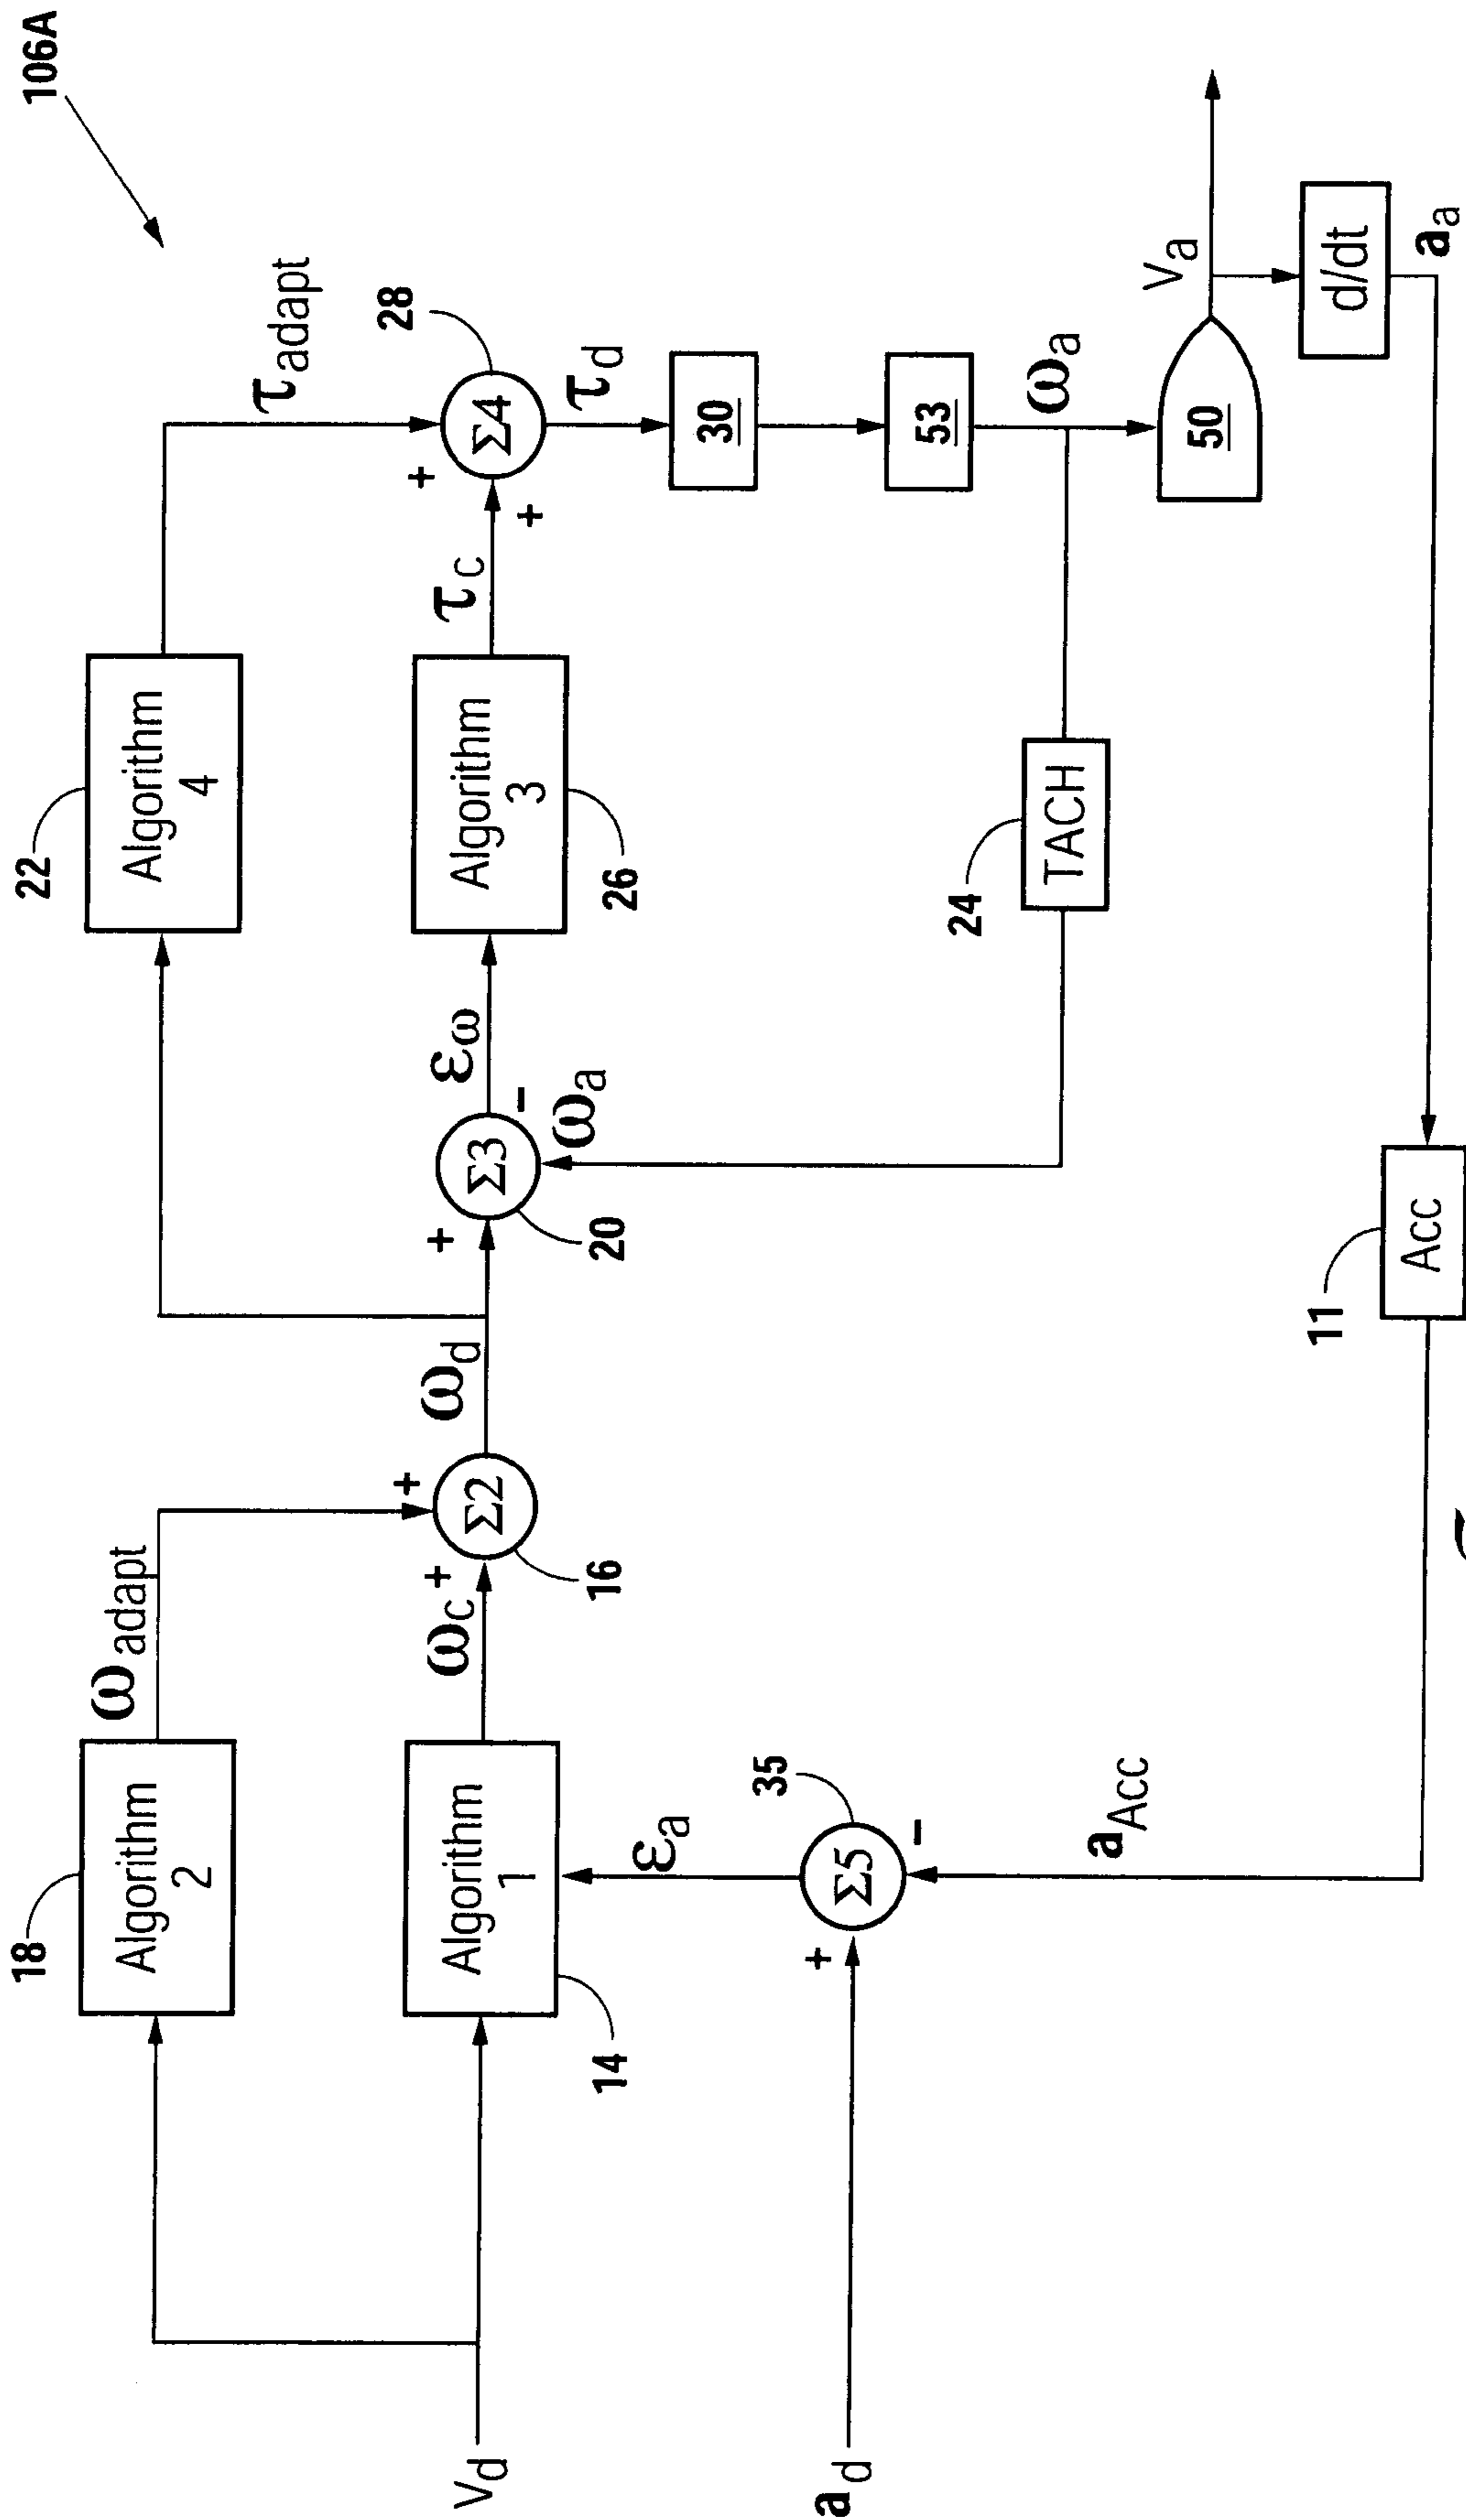 106A
22
Algorithm
4
τadapt
28
18
Algorithm
2
ωadapt
Vd
Algorithm
1
14
ωc
+
+
Σ2
16
ωd
+
Σ3
20
-
ωa
εω
Algorithm
3
26
τc
+
+
Σ4
τd
30
53
ωa
50
Va
d/dt
aa
24
TACH
ad
+
Σ5
35
εa
-
aAcc
11
Acc